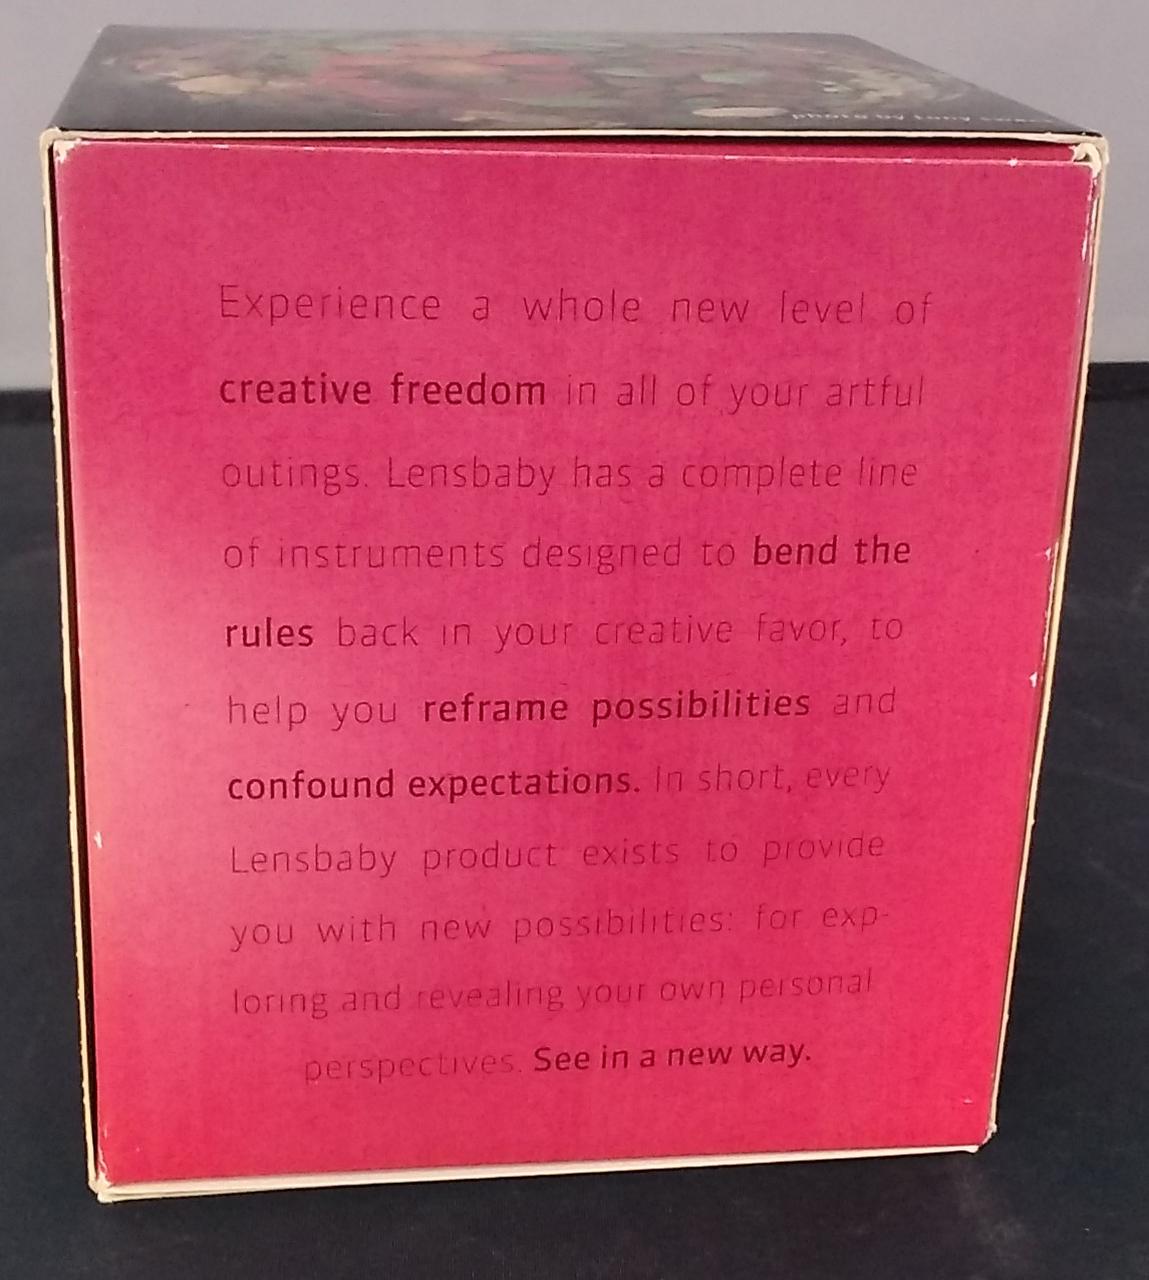 photo by tony
Experience a whole new level of
creative freedom in all of your artful
outings. Lensbaby has a complete line
of instruments designed to bend the
rules back in your creative favor, to
help you reframe possibilities and
confound expectations. In short, every
Lensbaby product exists to provide
you with new possibilities: for exp-
loring and revealing your own personal
perspectives. See in a new way.